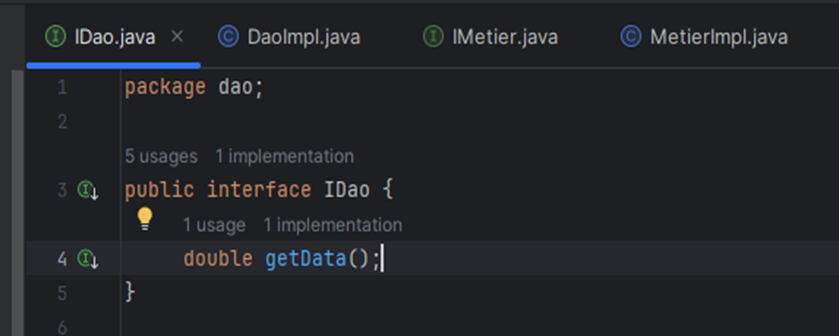 IDao.java × DaoImpl.java IMetier.java MetierImpl.java
1 package dao;
2
5 usages 1 implementation
3 public interface IDao {
1 usage 1 implementation
4 double getData();
5 }
6